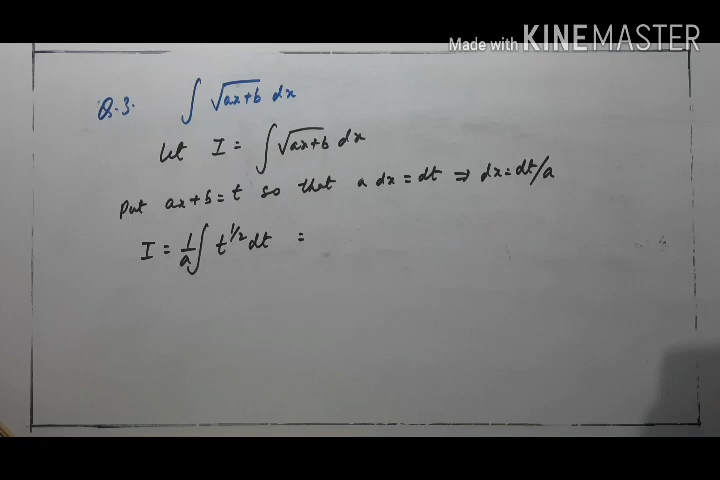 Made with KINEMASTER
Q.3. ∫ √(ax+b) dx
Let I = ∫ √(ax+b) dx
Put ax+b = t so that a dx = dt ⇒ dx = dt/a
I = 1/a ∫ t^1/2 dt =